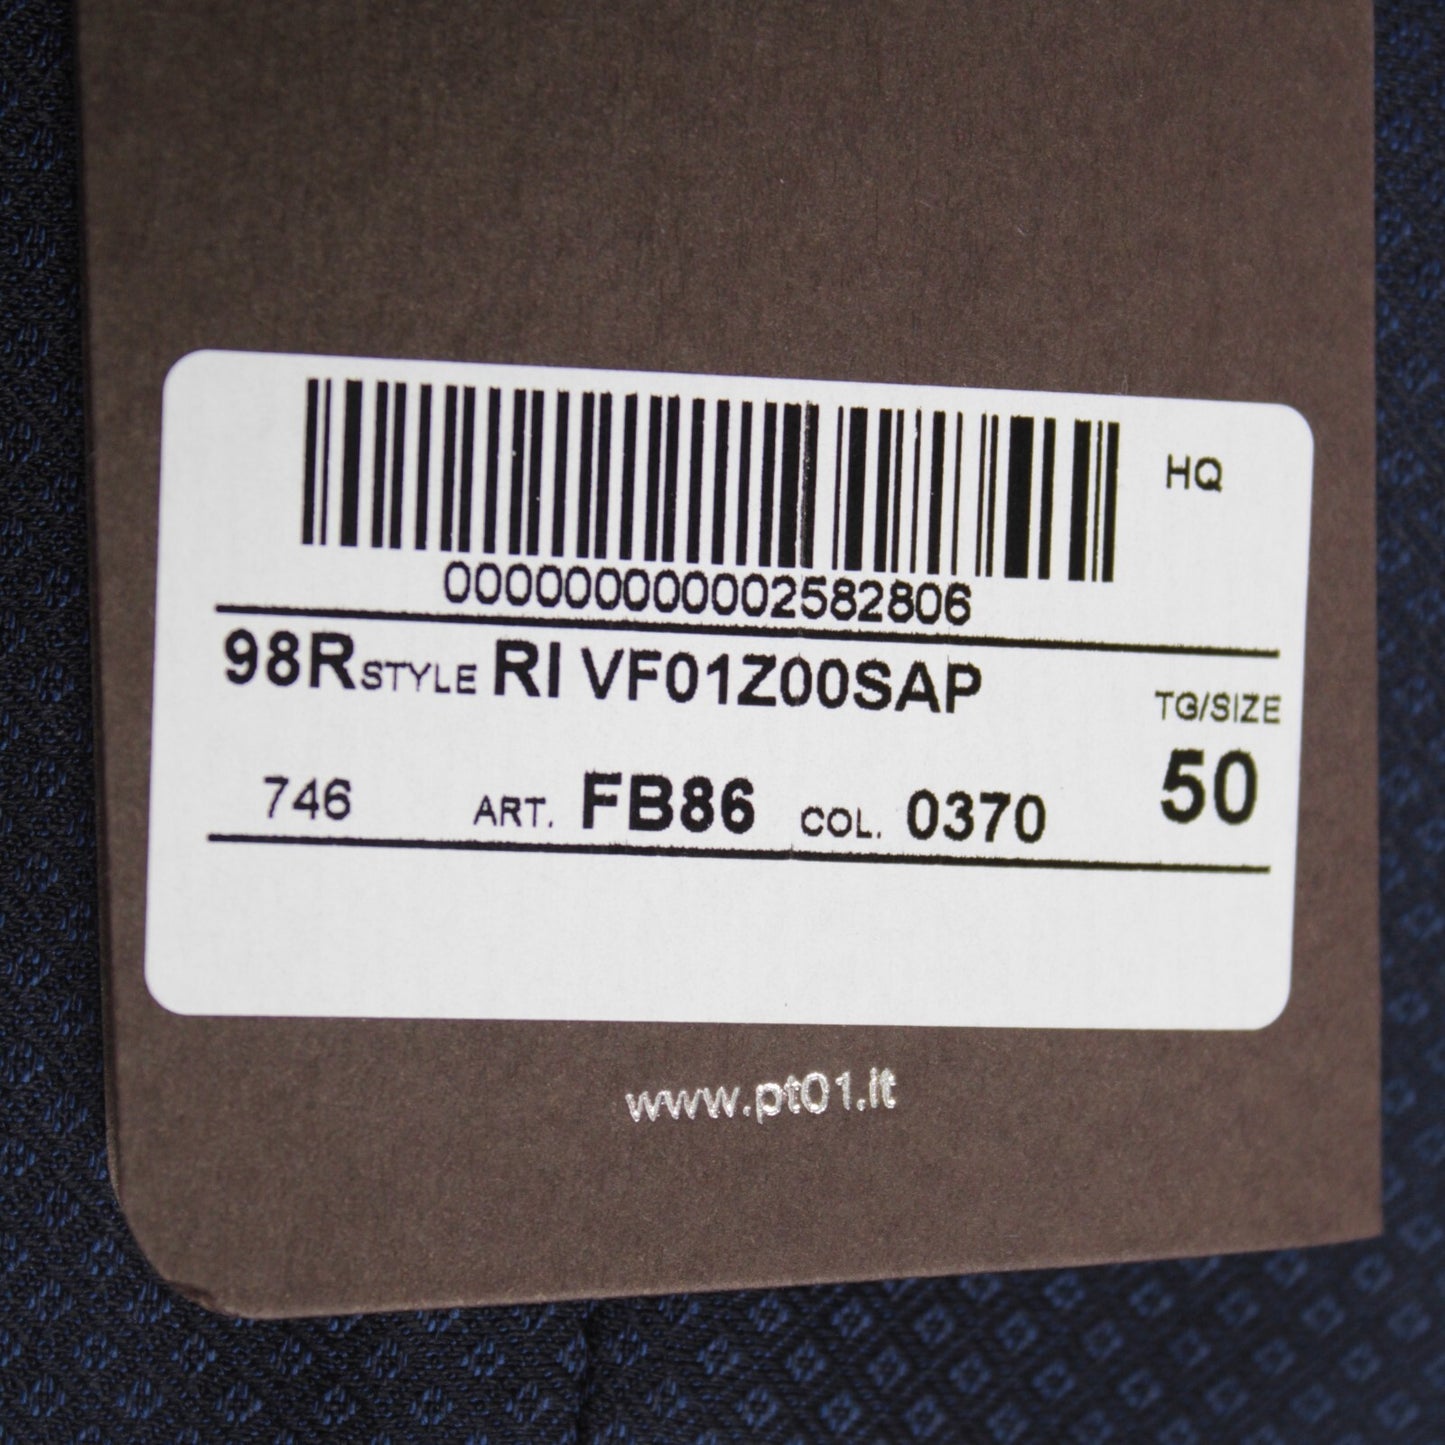 HQ
000000000002582806
98R STYLE RI VF01Z00SAP
TG/SIZE
746 ART. FB86 COL. 0370 50
www.pt01.it